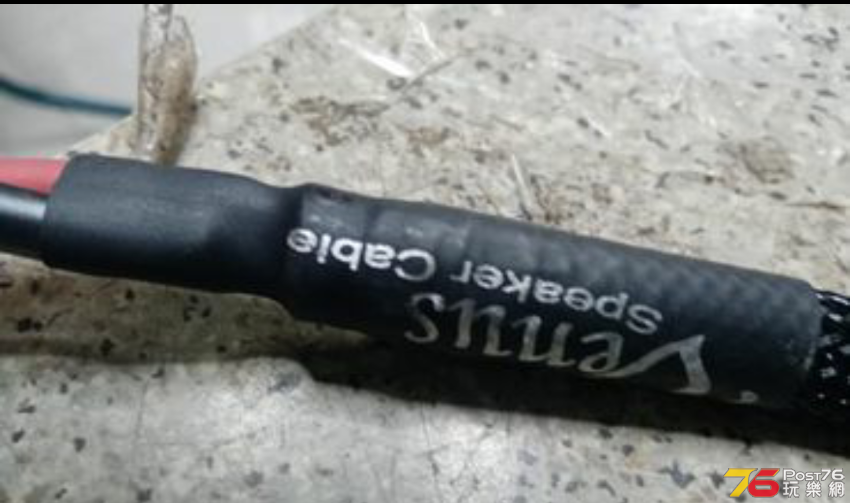 Venus
Speaker Cable
76 POST76
玩樂網